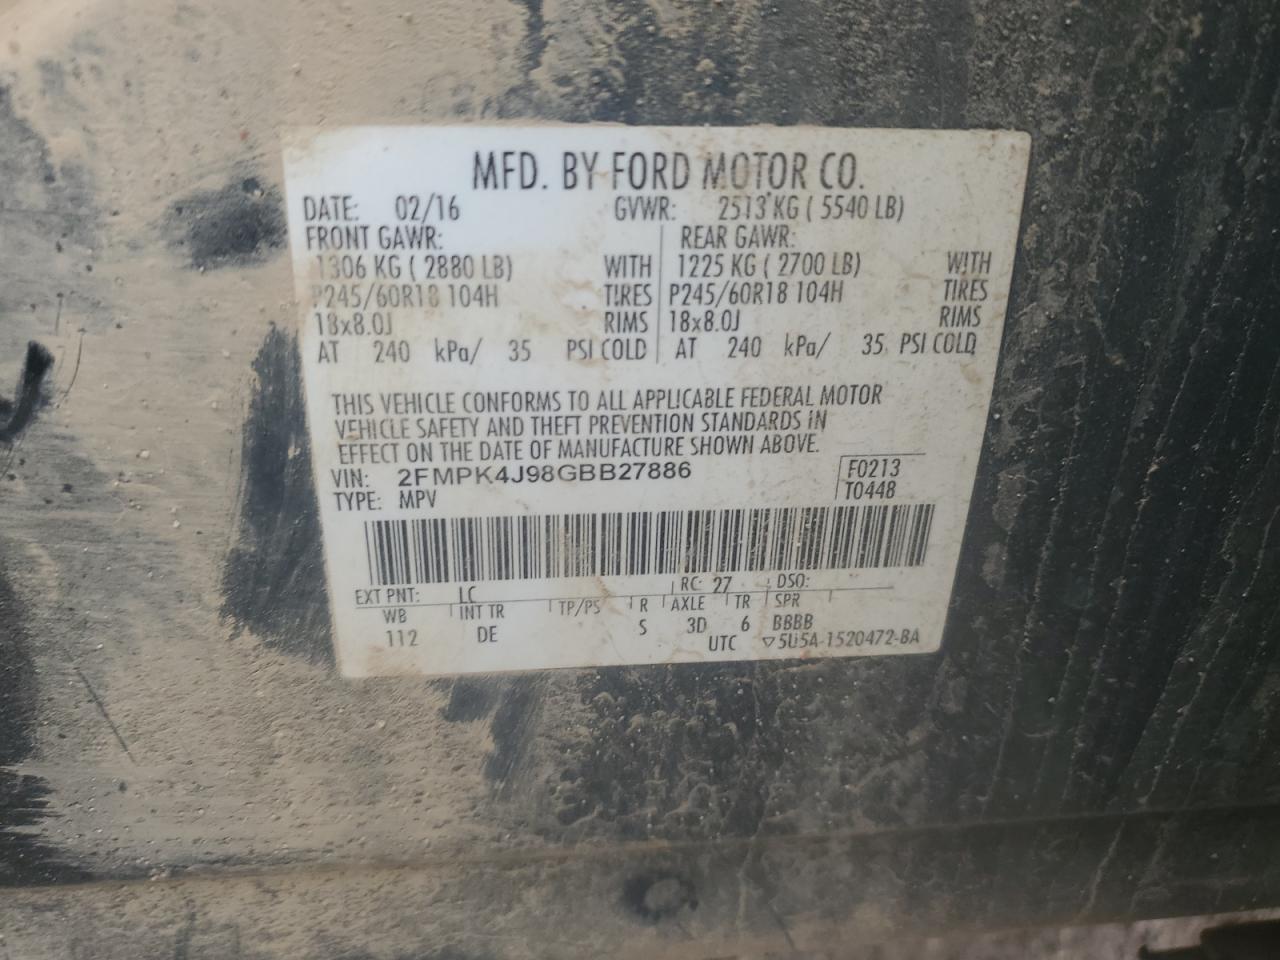 MFD. BY FORD MOTOR CO.
DATE: 02/16 GVWR: 2513 KG ( 5540 LB)
FRONT GAWR: REAR GAWR:
1306 KG ( 2880 LB) WITH 1225 KG ( 2700 LB) WITH
P245/60R18 104H TIRES P245/60R18 104H TIRES
18x8.0J RIMS 18x8.0J RIMS
AT 240 kPa/ 35 PSI COLD AT 240 kPa/ 35 PSI COLD
THIS VEHICLE CONFORMS TO ALL APPLICABLE FEDERAL MOTOR
VEHICLE SAFETY AND THEFT PREVENTION STANDARDS IN
EFFECT ON THE DATE OF MANUFACTURE SHOWN ABOVE.
VIN: 2FMPK4J98GBB27886 F0213
TYPE: MPV T0448
EXT PNT: LC RC: 27 DSO:
WB INT TR TP/PS R AXLE TR SPR
112 DE S 3D 6 BBBB
UTC ▽5U5A-1520472-BA